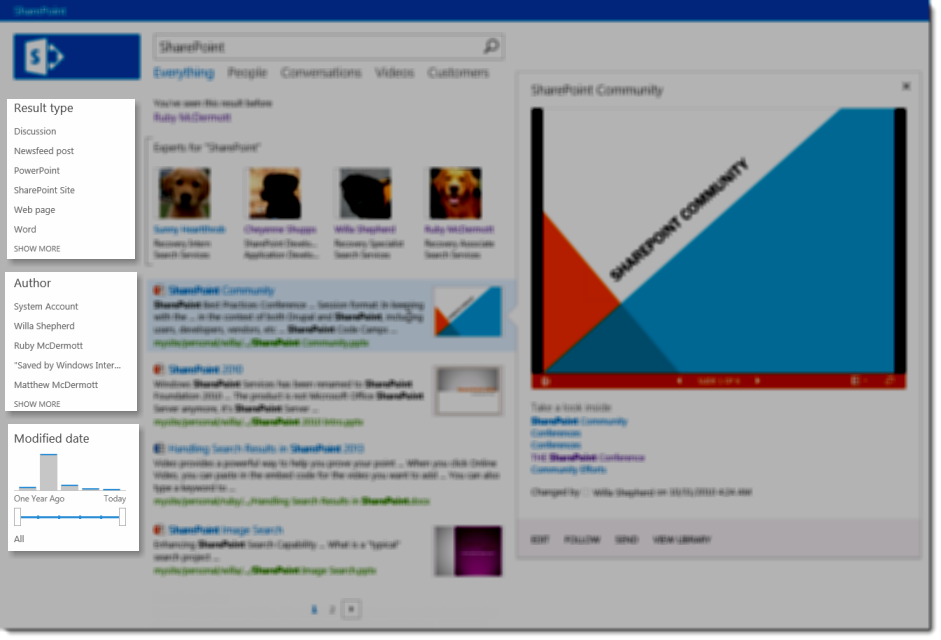 SharePoint
SharePoint
Everything People Conversations Videos Customers
You've seen this result before
Ruby McDermott
Result type
Discussion
Newsfeed post
PowerPoint
SharePoint Site
Web page
Word
SHOW MORE
Author
System Account
Willa Shepherd
Ruby McDermott
"Saved by Windows Inter...
Matthew McDermott
SHOW MORE
Modified date
One Year Ago Today
All
Experts for "SharePoint"
Sunny Hearthfirsh Cheyenne Shupps Willa Shepherd Ruby McDermott
Recovery Intern SharePoint Develo... Recovery Specialist Recovery Associate
Search Services Application Develo... Search Services Search Services
SharePoint Community
SharePoint Best Practices Conference ... Session format: In keeping
with the ... in the context of both Drupal and SharePoint, including
users, developers, vendors, etc ... SharePoint Code Camps ...
mysite/personal/willa/.../SharePoint Community.pptx
SharePoint 2010
Windows SharePoint Services has been renamed to SharePoint
Foundation 2010 ... The product is not Microsoft Office SharePoint
Server anymore, it's SharePoint Server ...
mysite/personal/willa/.../SharePoint 2010 Intro.pptx
Handling Search Results in SharePoint 2013
Video provides a powerful way to help you prove your point ... When you click Online
Video, you can paste in the embed code for the video you want to add ... You can also
type a keyword to ...
mysite/personal/ruby/.../Handling Search Results in SharePoint.docx
SharePoint Image Search
Enhancing SharePoint Search Capability ... What is a "typical"
search project ...
mysite/personal/willa/.../SharePoint Image Search.pptx
1 2
SharePoint Community
SHAREPOINT COMMUNITY
Take a look inside
SharePoint Community
Conferences
Conferences
THE SharePoint Conference
Community Efforts
Changed by Willa Shepherd on 10/31/2010 4:24 AM
EDIT FOLLOW SEND VIEW LIBRARY